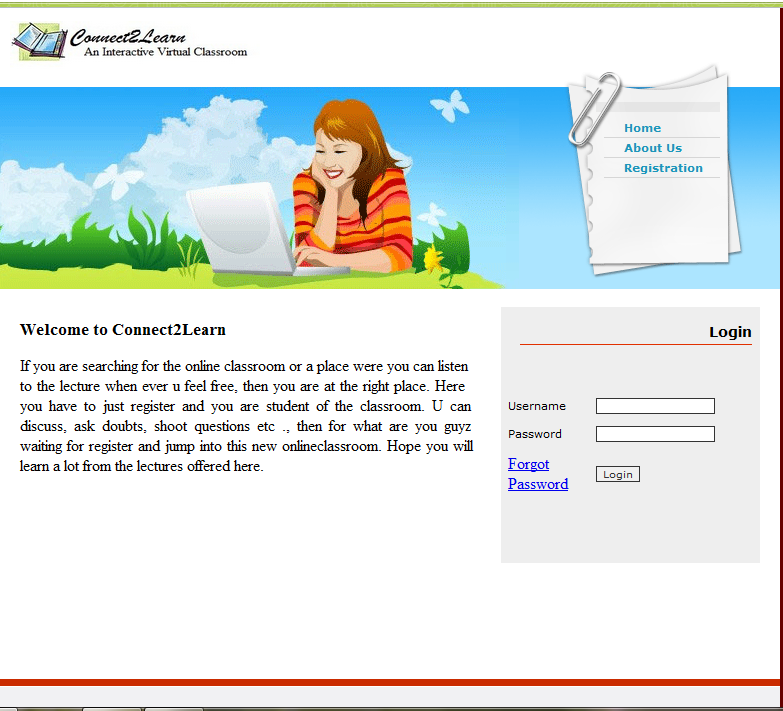 Connect2Learn
An Interactive Virtual Classroom
Home
About Us
Registration
Welcome to Connect2Learn
If you are searching for the online classroom or a place were you can listen
to the lecture when ever u feel free, then you are at the right place. Here
you have to just register and you are student of the classroom. U can
discuss, ask doubts, shoot questions etc ., then for what are you guyz
waiting for register and jump into this new onlineclassroom. Hope you will
learn a lot from the lectures offered here.
Login
Username
Password
Forgot
Password
Login